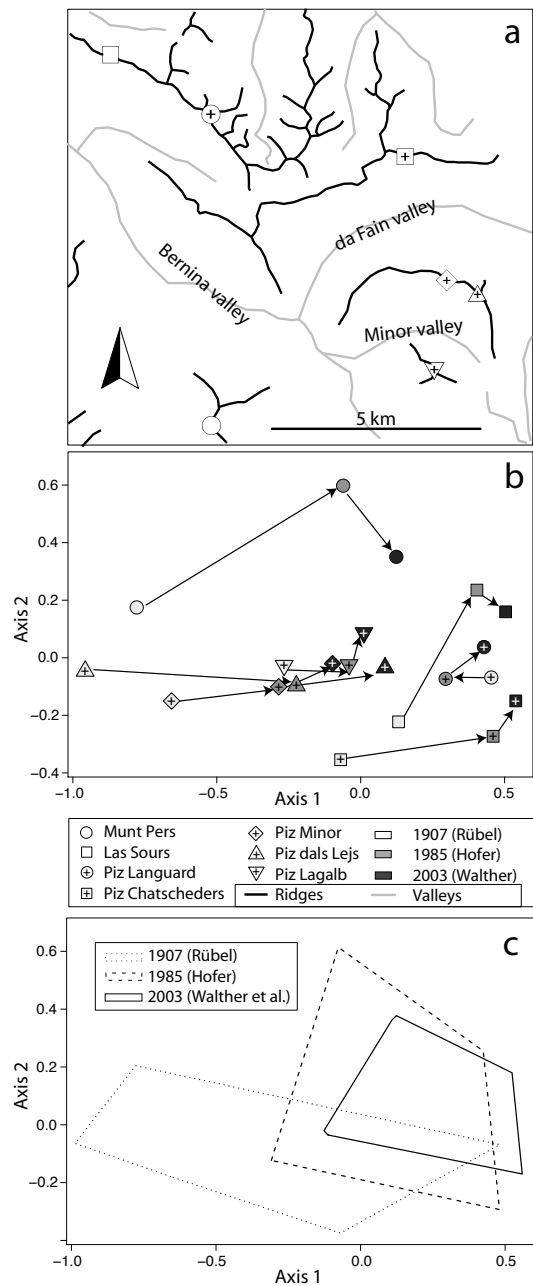 a
da Fain valley
Bernina valley
Minor valley
5 km
b
0.6
0.4
0.2
0.0
-0.2
-0.4
Axis 2
-1.0 -0.5 0.0 0.5
Axis 1
Munt Pers
Las Sours
Piz Languard
Piz Chatscheders
Piz Minor
Piz dals Lejs
Piz Lagalb
Ridges
1907 (Rübel)
1985 (Hofer)
2003 (Walther)
Valleys
c
1907 (Rübel)
1985 (Hofer)
2003 (Walther et al.)
0.6
0.4
0.2
0.0
-0.2
Axis 2
-1.0 -0.5 0.0 0.5
Axis 1